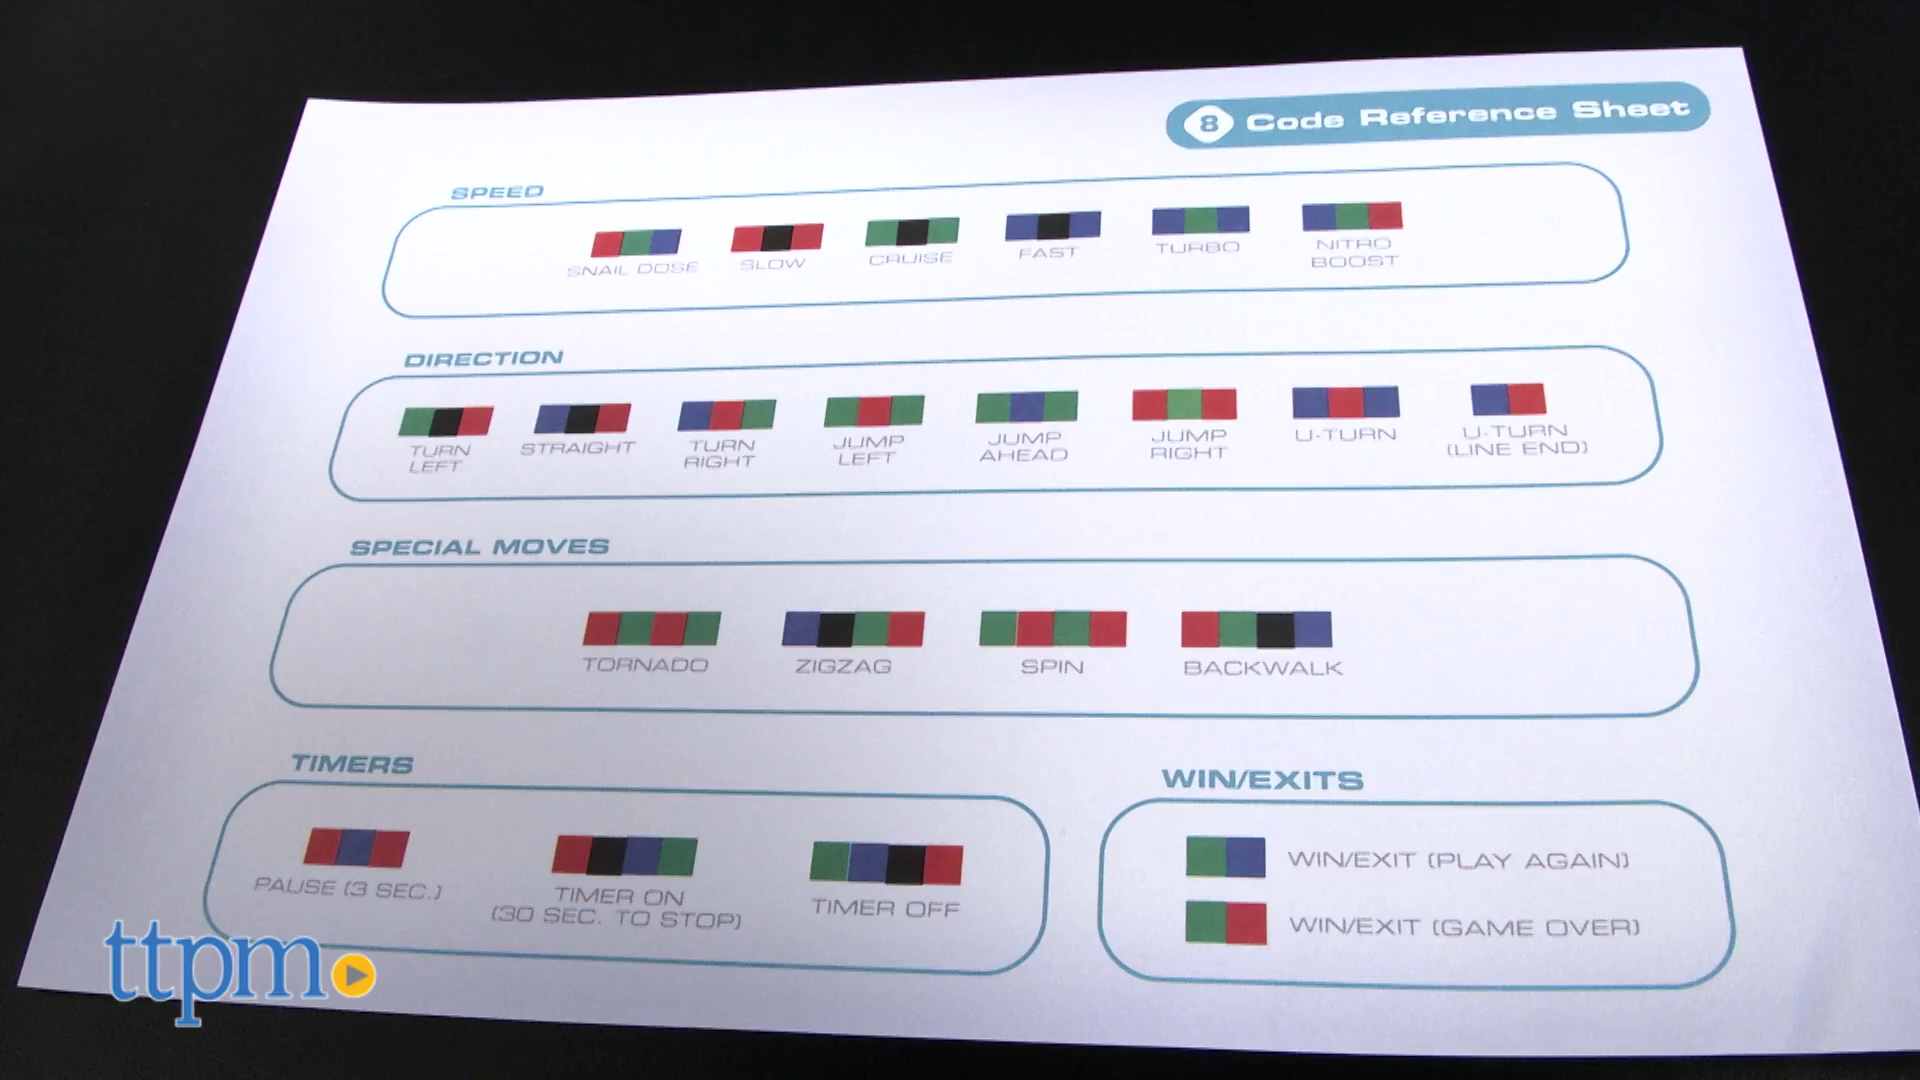 8 Code Reference Sheet
SPEED
SNAIL DOSE
SLOW
CRUISE
FAST
TURBO
NITRO
BOOST
DIRECTION
TURN
LEFT
STRAIGHT
TURN
RIGHT
JUMP
LEFT
JUMP
AHEAD
JUMP
RIGHT
U-TURN
U-TURN
(LINE END)
SPECIAL MOVES
TORNADO
ZIGZAG
SPIN
BACKWALK
TIMERS
PAUSE (3 SEC.)
TIMER ON
(30 SEC. TO STOP)
TIMER OFF
WIN/EXITS
WIN/EXIT (PLAY AGAIN)
WIN/EXIT (GAME OVER)
ttpm